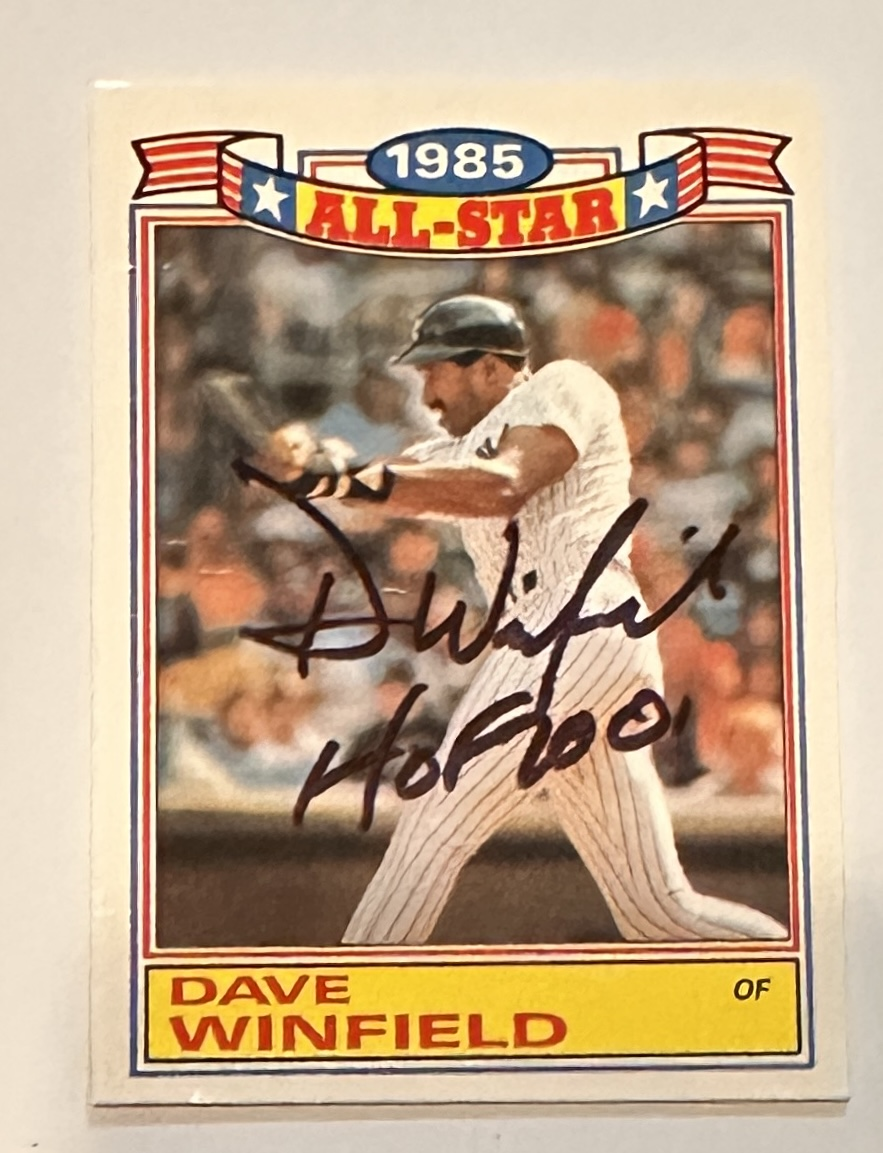 1985
ALL-STAR
D Winfield
HOF 2001
DAVE
WINFIELD
OF